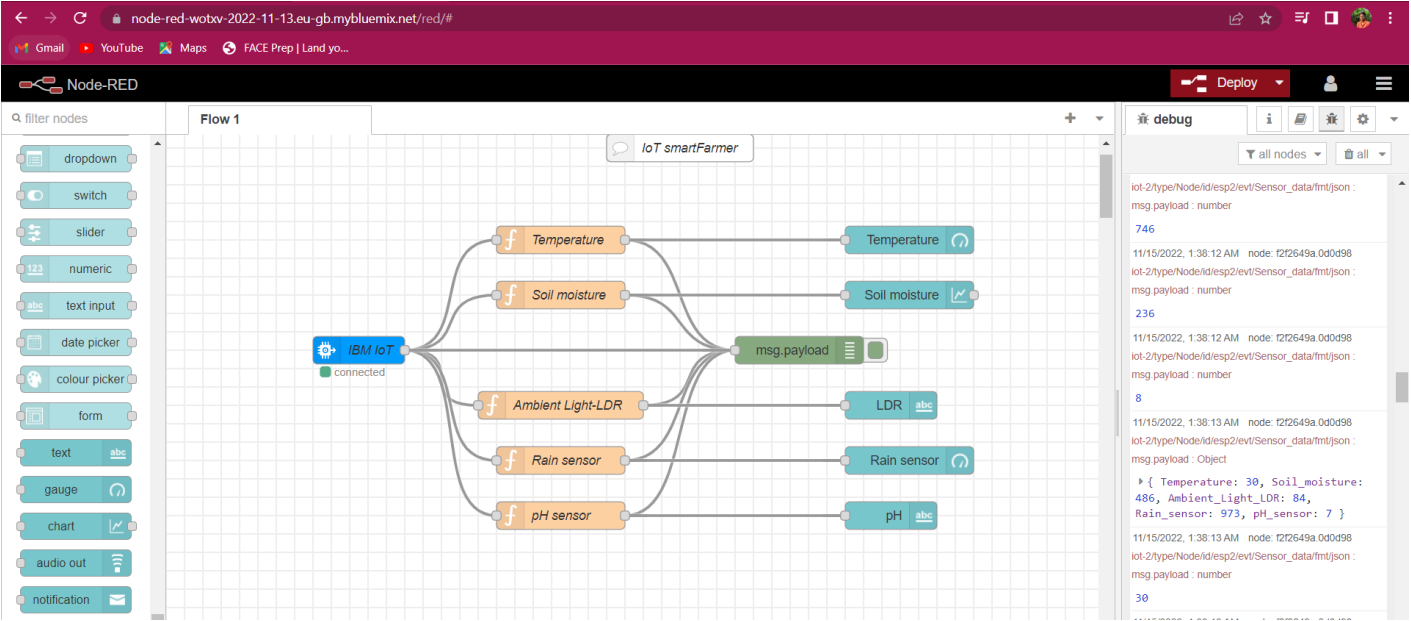 node-red-wotxv-2022-11-13.eu-gb.mybluemix.net/red/#
Gmail YouTube Maps FACE Prep | Land yo...
Node-RED
Deploy
filter nodes
Flow 1
debug
i
all nodes
all
dropdown
switch
slider
123 numeric
abc text input
date picker
colour picker
form
text abc
gauge
chart
audio out
notification
IoT smartFarmer
f Temperature
Temperature
f Soil moisture
Soil moisture
IBM IoT
connected
msg.payload
f Ambient Light-LDR
LDR abc
f Rain sensor
Rain sensor
f pH sensor
pH abc
iot-2/type/Node/id/esp2/evt/Sensor_data/fmt/json :
msg.payload : number
746
11/15/2022, 1:38:12 AM node: f2f2649a.0d0d98
iot-2/type/Node/id/esp2/evt/Sensor_data/fmt/json :
msg.payload : number
236
11/15/2022, 1:38:12 AM node: f2f2649a.0d0d98
iot-2/type/Node/id/esp2/evt/Sensor_data/fmt/json :
msg.payload : number
8
11/15/2022, 1:38:13 AM node: f2f2649a.0d0d98
iot-2/type/Node/id/esp2/evt/Sensor_data/fmt/json :
msg.payload : Object
{ Temperature: 30, Soil_moisture:
486, Ambient_Light_LDR: 84,
Rain_sensor: 973, pH_sensor: 7 }
11/15/2022, 1:38:13 AM node: f2f2649a.0d0d98
iot-2/type/Node/id/esp2/evt/Sensor_data/fmt/json :
msg.payload : number
30